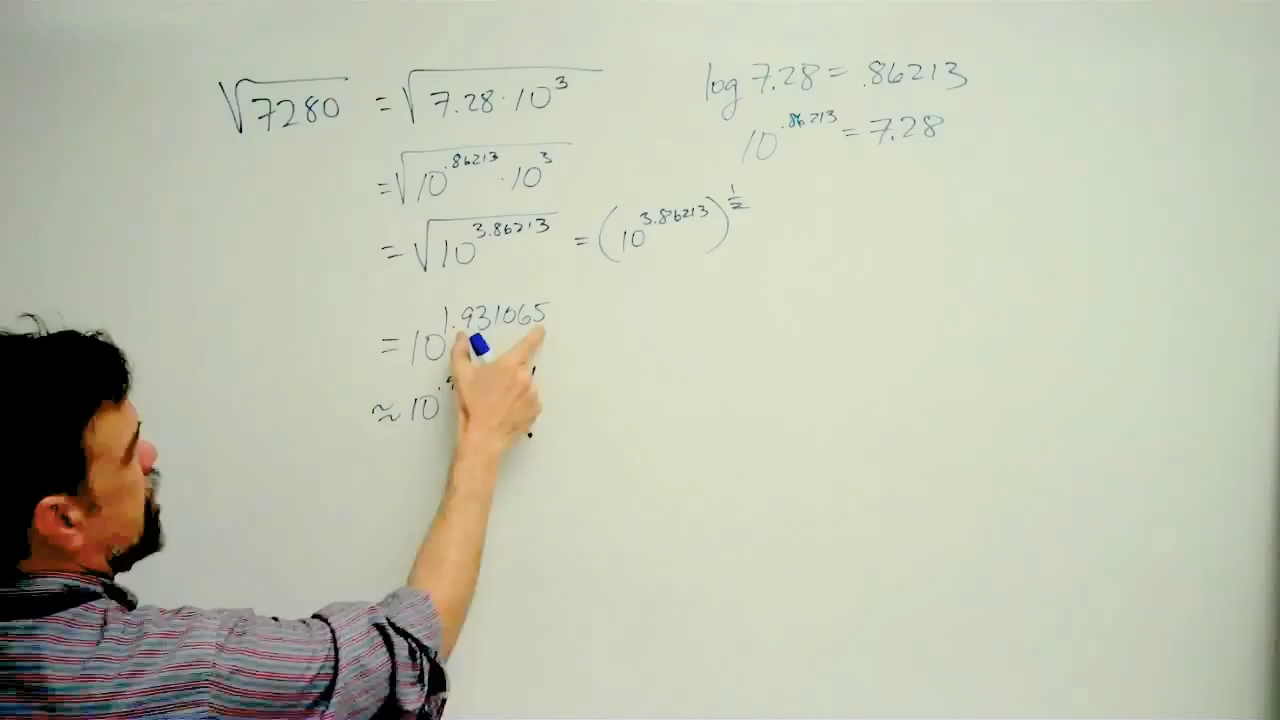 √7280 = √7.28·10³
= √10^.86213 · 10³
= √10^3.86213 = (10^3.86213)^½
= 10^1.931065
≈ 10^.9
log 7.28 = .86213
10^.86213 = 7.28